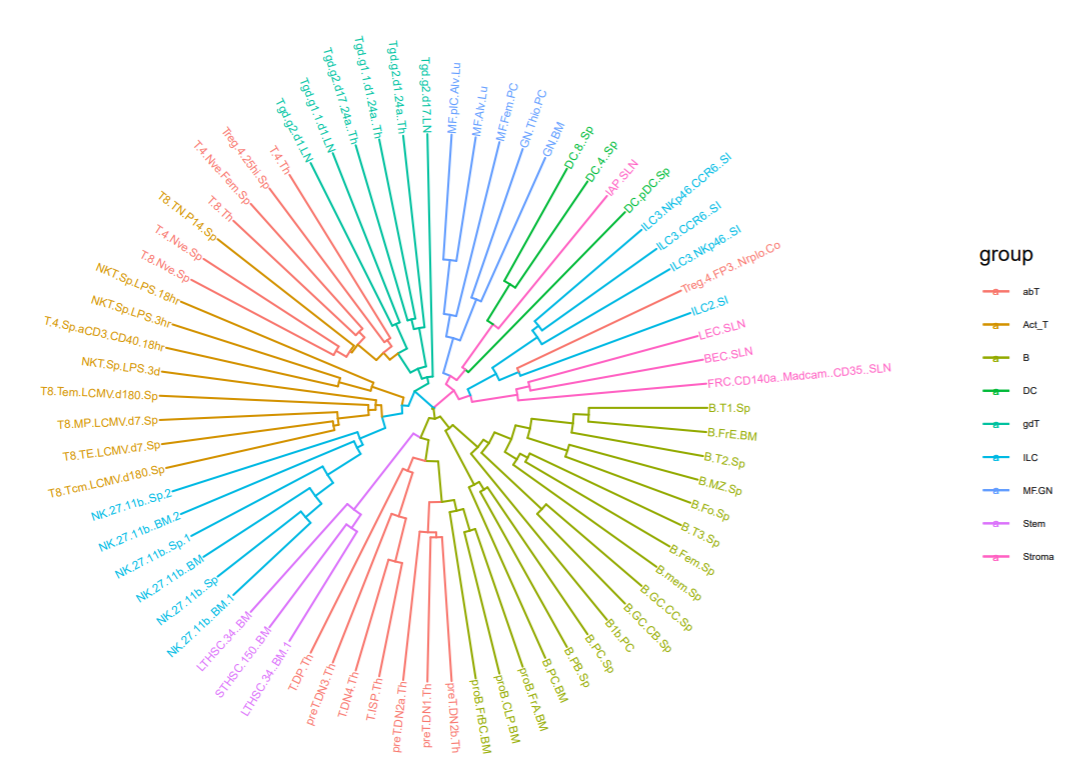 Tgd.g2.d17.LN
Tgd.g2.d1.24a..Th
Tgd.g1.1.d1.24a..Th
Tgd.g2.d17.24a..Th
Tgd.g1.1.d1.LN
Tgd.g2.d1.LN
T.4.Th
Treg.4.25hi.Sp
T.4.Nve.Fem.Sp
T.8.Th
T8.TN.P14.Sp
T.4.Nve.Sp
T.8.Nve.Sp
NKT.Sp.LPS.18hr
NKT.Sp.LPS.3hr
T.4.Sp.aCD3.CD40.18hr
NKT.Sp.LPS.3d
T8.Tem.LCMV.d180.Sp
T8.MP.LCMV.d7.Sp
T8.TE.LCMV.d7.Sp
T8.Tcm.LCMV.d180.Sp
NK.27.11b..Sp.2
NK.27.11b..BM.2
NK.27.11b..Sp.1
NK.27.11b..BM
NK.27.11b..Sp
NK.27.11b..BM.1
LTHSC.34..BM
STHSC.150..BM
LTHSC.34..BM.1
T.DP.Th
preT.DN3.Th
T.DN4.Th
T.ISP.Th
preT.DN2a.Th
preT.DN1.Th
preT.DN2b.Th
proB.FrBC.BM
proB.CLP.BM
proB.FrA.BM
B.PC.BM
B.PB.Sp
B.PC.Sp
B1b.PC
B.GC.CB.Sp
B.GC.CC.Sp
B.mem.Sp
B.Fem.Sp
B.T3.Sp
B.Fo.Sp
B.MZ.Sp
B.T2.Sp
B.FrE.BM
B.T1.Sp
FRC.CD140a..Madcam..CD35..SLN
BEC.SLN
LEC.SLN
ILC2.SI
Treg.4.FP3..Nrplo.Co
ILC3.NKp46..SI
ILC3.CCR6..SI
ILC3.NKp46.CCR6..SI
DC.pDC.Sp
IAP.SLN
DC.4..Sp
DC.8..Sp
GN.BM
GN.Thio.PC
MF.Fem.PC
MF.Alv.Lu
MF.pIC.Alv.Lu
group
abT
Act_T
B
DC
gdT
ILC
MF.GN
Stem
Stroma